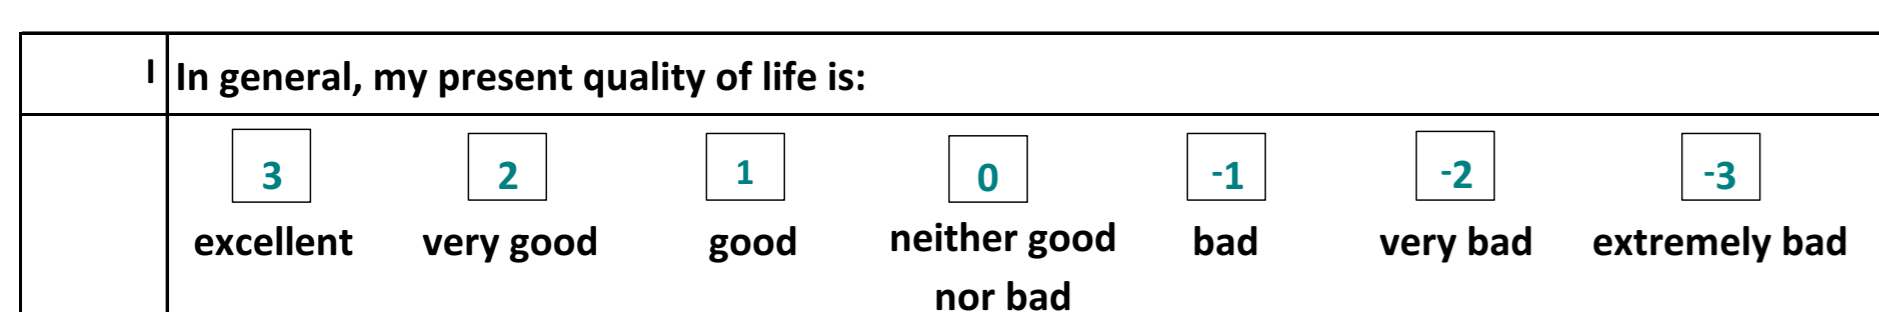 I In general, my present quality of life is:
3 2 1 0 -1 -2 -3
excellent very good good neither good bad very bad extremely bad
nor bad